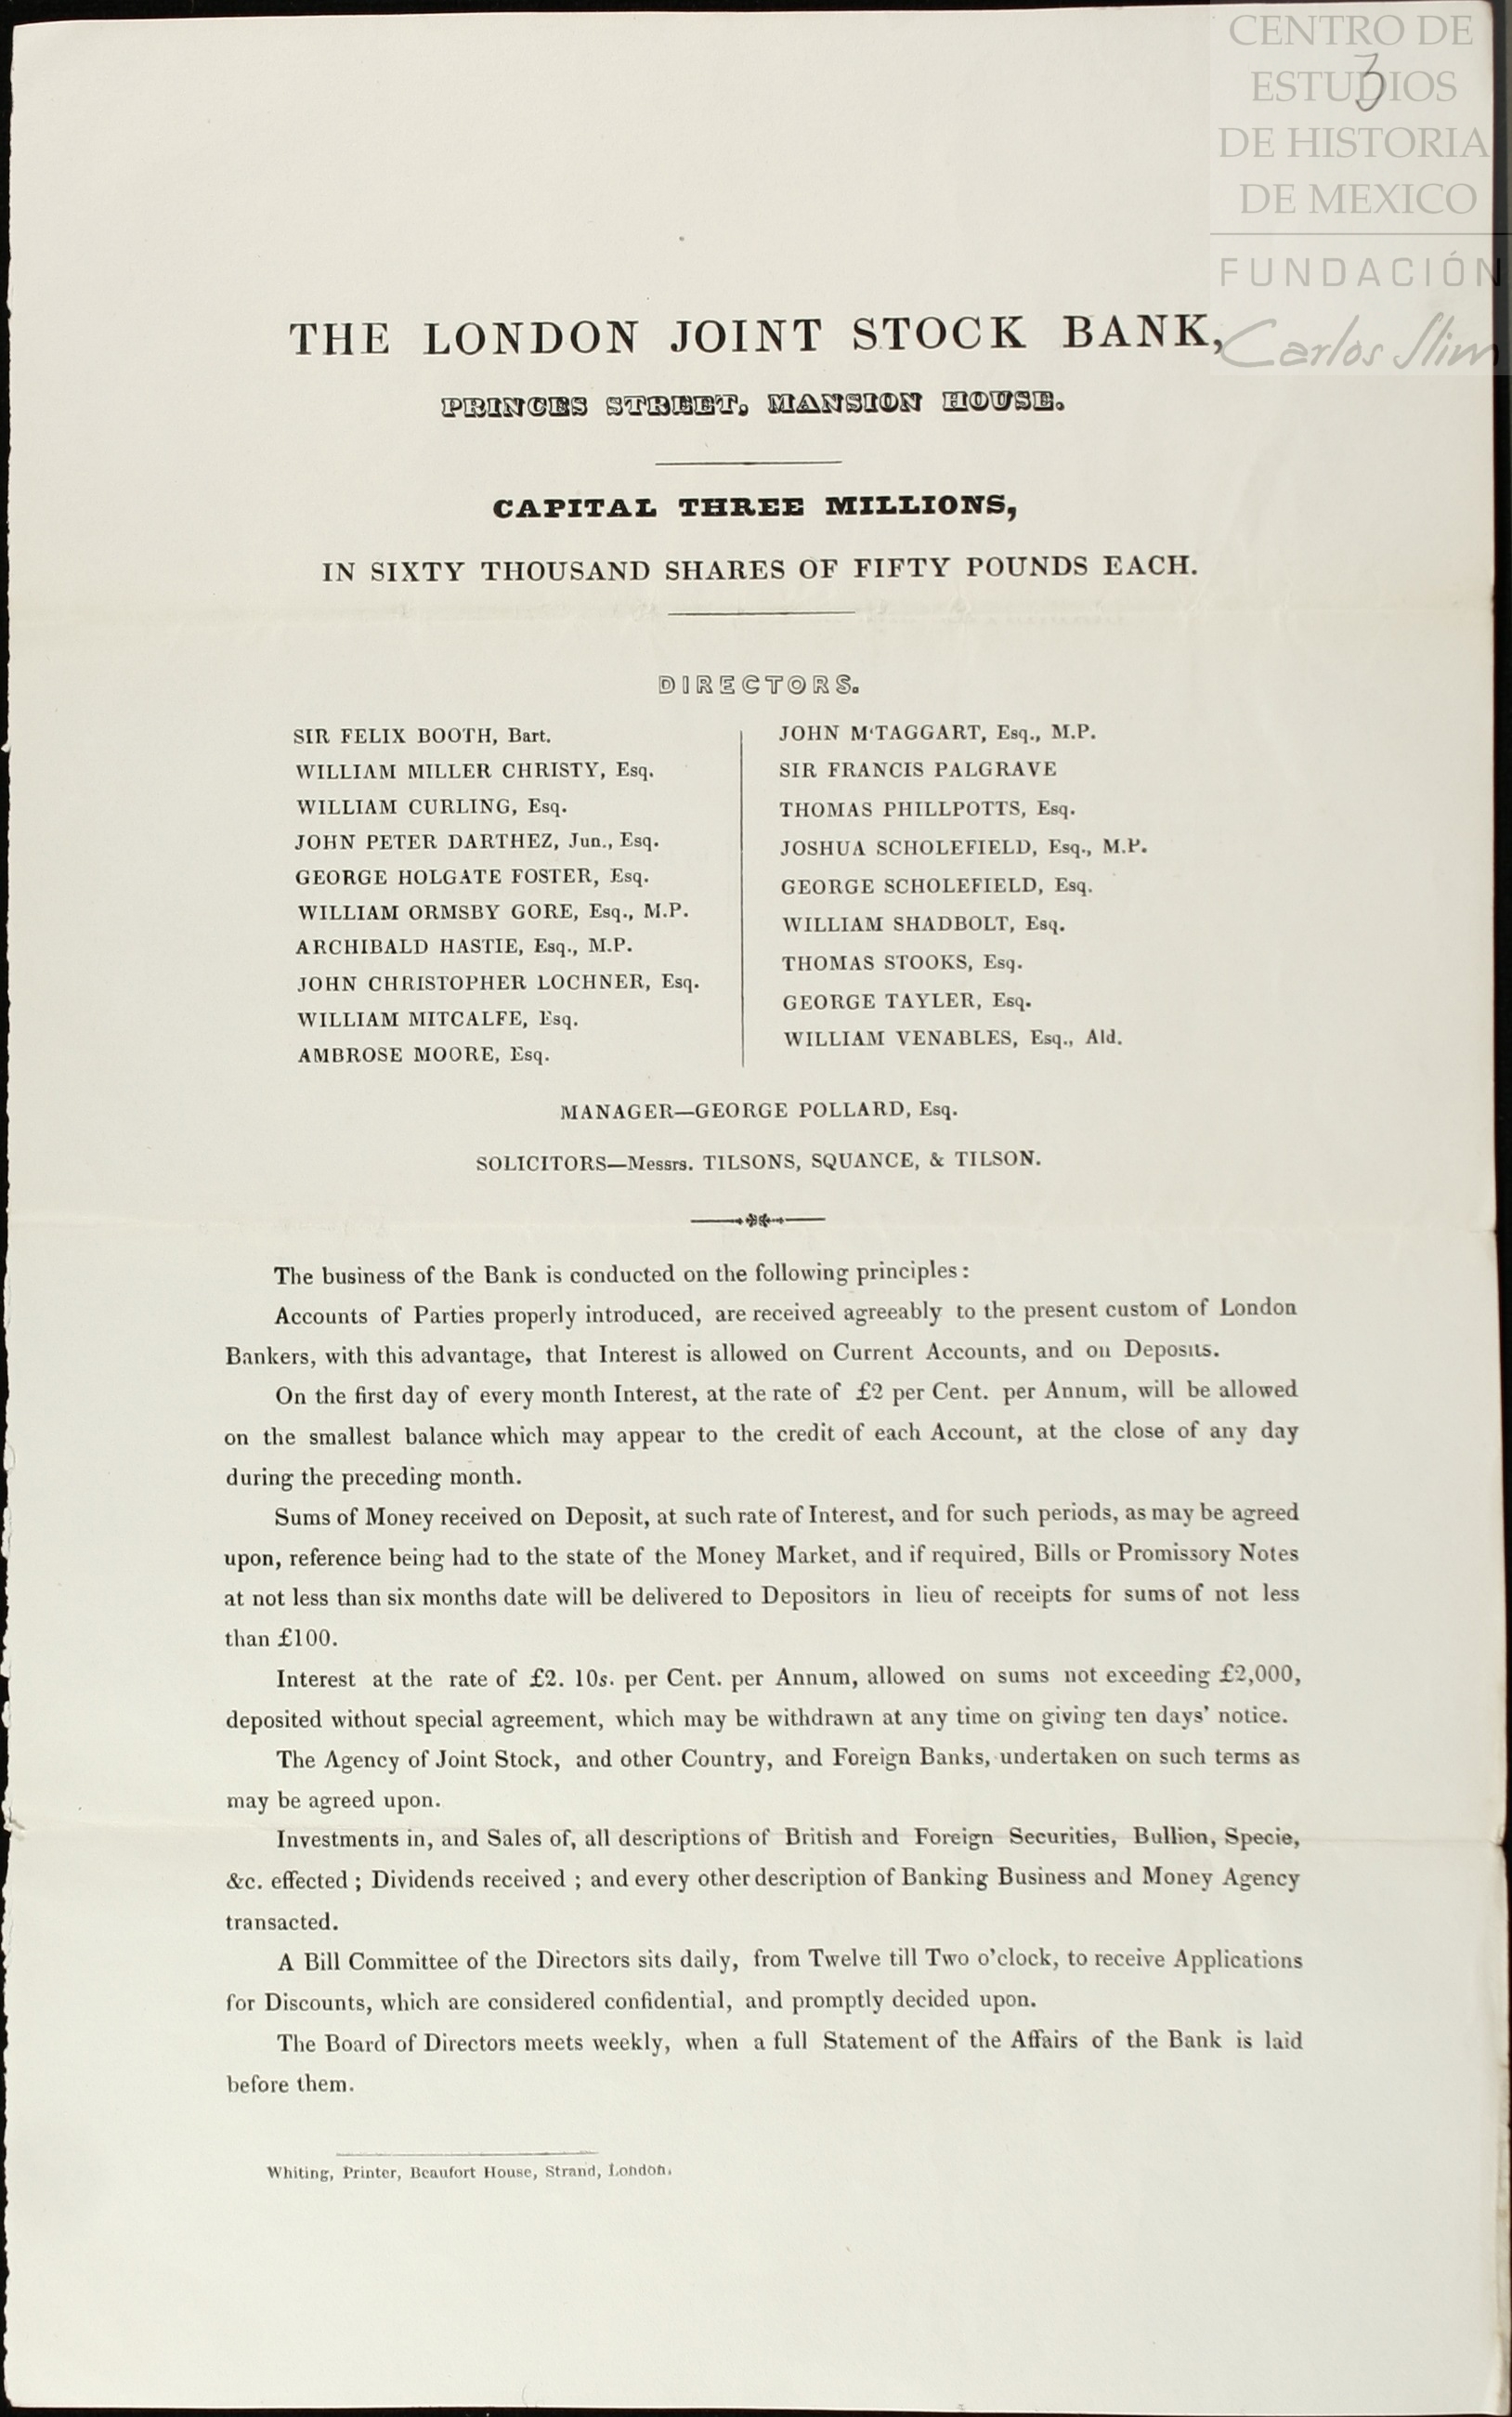 CENTRO DE
ESTUDIOS
DE HISTORIA
DE MEXICO
FUNDACIÓN
Carlos Slim
3
THE LONDON JOINT STOCK BANK,
PRINCES STREET, MANSION HOUSE.
CAPITAL THREE MILLIONS,
IN SIXTY THOUSAND SHARES OF FIFTY POUNDS EACH.
DIRECTORS.
SIR FELIX BOOTH, Bart.
WILLIAM MILLER CHRISTY, Esq.
WILLIAM CURLING, Esq.
JOHN PETER DARTHEZ, Jun., Esq.
GEORGE HOLGATE FOSTER, Esq.
WILLIAM ORMSBY GORE, Esq., M.P.
ARCHIBALD HASTIE, Esq., M.P.
JOHN CHRISTOPHER LOCHNER, Esq.
WILLIAM MITCALFE, Esq.
AMBROSE MOORE, Esq.
JOHN M‘TAGGART, Esq., M.P.
SIR FRANCIS PALGRAVE
THOMAS PHILLPOTTS, Esq.
JOSHUA SCHOLEFIELD, Esq., M.P.
GEORGE SCHOLEFIELD, Esq.
WILLIAM SHADBOLT, Esq.
THOMAS STOOKS, Esq.
GEORGE TAYLER, Esq.
WILLIAM VENABLES, Esq., Ald.
MANAGER—GEORGE POLLARD, Esq.
SOLICITORS—Messrs. TILSONS, SQUANCE, & TILSON.
The business of the Bank is conducted on the following principles:
Accounts of Parties properly introduced, are received agreeably to the present custom of London
Bankers, with this advantage, that Interest is allowed on Current Accounts, and on Deposits.
On the first day of every month Interest, at the rate of £2 per Cent. per Annum, will be allowed
on the smallest balance which may appear to the credit of each Account, at the close of any day
during the preceding month.
Sums of Money received on Deposit, at such rate of Interest, and for such periods, as may be agreed
upon, reference being had to the state of the Money Market, and if required, Bills or Promissory Notes
at not less than six months date will be delivered to Depositors in lieu of receipts for sums of not less
than £100.
Interest at the rate of £2. 10s. per Cent. per Annum, allowed on sums not exceeding £2,000,
deposited without special agreement, which may be withdrawn at any time on giving ten days’ notice.
The Agency of Joint Stock, and other Country, and Foreign Banks, undertaken on such terms as
may be agreed upon.
Investments in, and Sales of, all descriptions of British and Foreign Securities, Bullion, Specie,
&c. effected ; Dividends received ; and every other description of Banking Business and Money Agency
transacted.
A Bill Committee of the Directors sits daily, from Twelve till Two o’clock, to receive Applications
for Discounts, which are considered confidential, and promptly decided upon.
The Board of Directors meets weekly, when a full Statement of the Affairs of the Bank is laid
before them.
Whiting, Printer, Beaufort House, Strand, London.